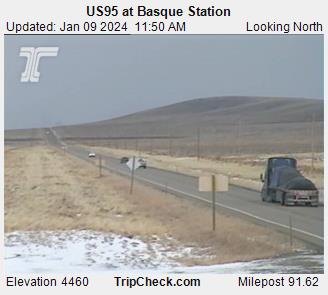 US95 at Basque Station
Updated: Jan 09 2024 11:50 AM Looking North
Elevation 4460 TripCheck.com Milepost 91.62